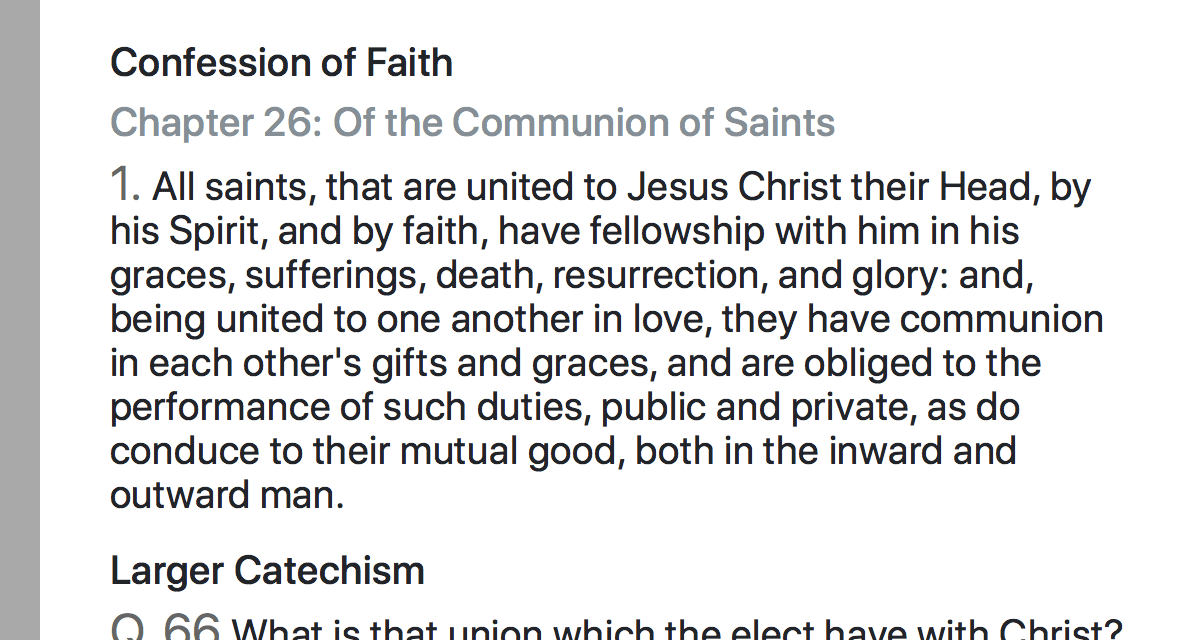 Confession of Faith
Chapter 26: Of the Communion of Saints
1. All saints, that are united to Jesus Christ their Head, by
his Spirit, and by faith, have fellowship with him in his
graces, sufferings, death, resurrection, and glory: and,
being united to one another in love, they have communion
in each other's gifts and graces, and are obliged to the
performance of such duties, public and private, as do
conduce to their mutual good, both in the inward and
outward man.
Larger Catechism
Q. 66 What is that union which the elect have with Christ?